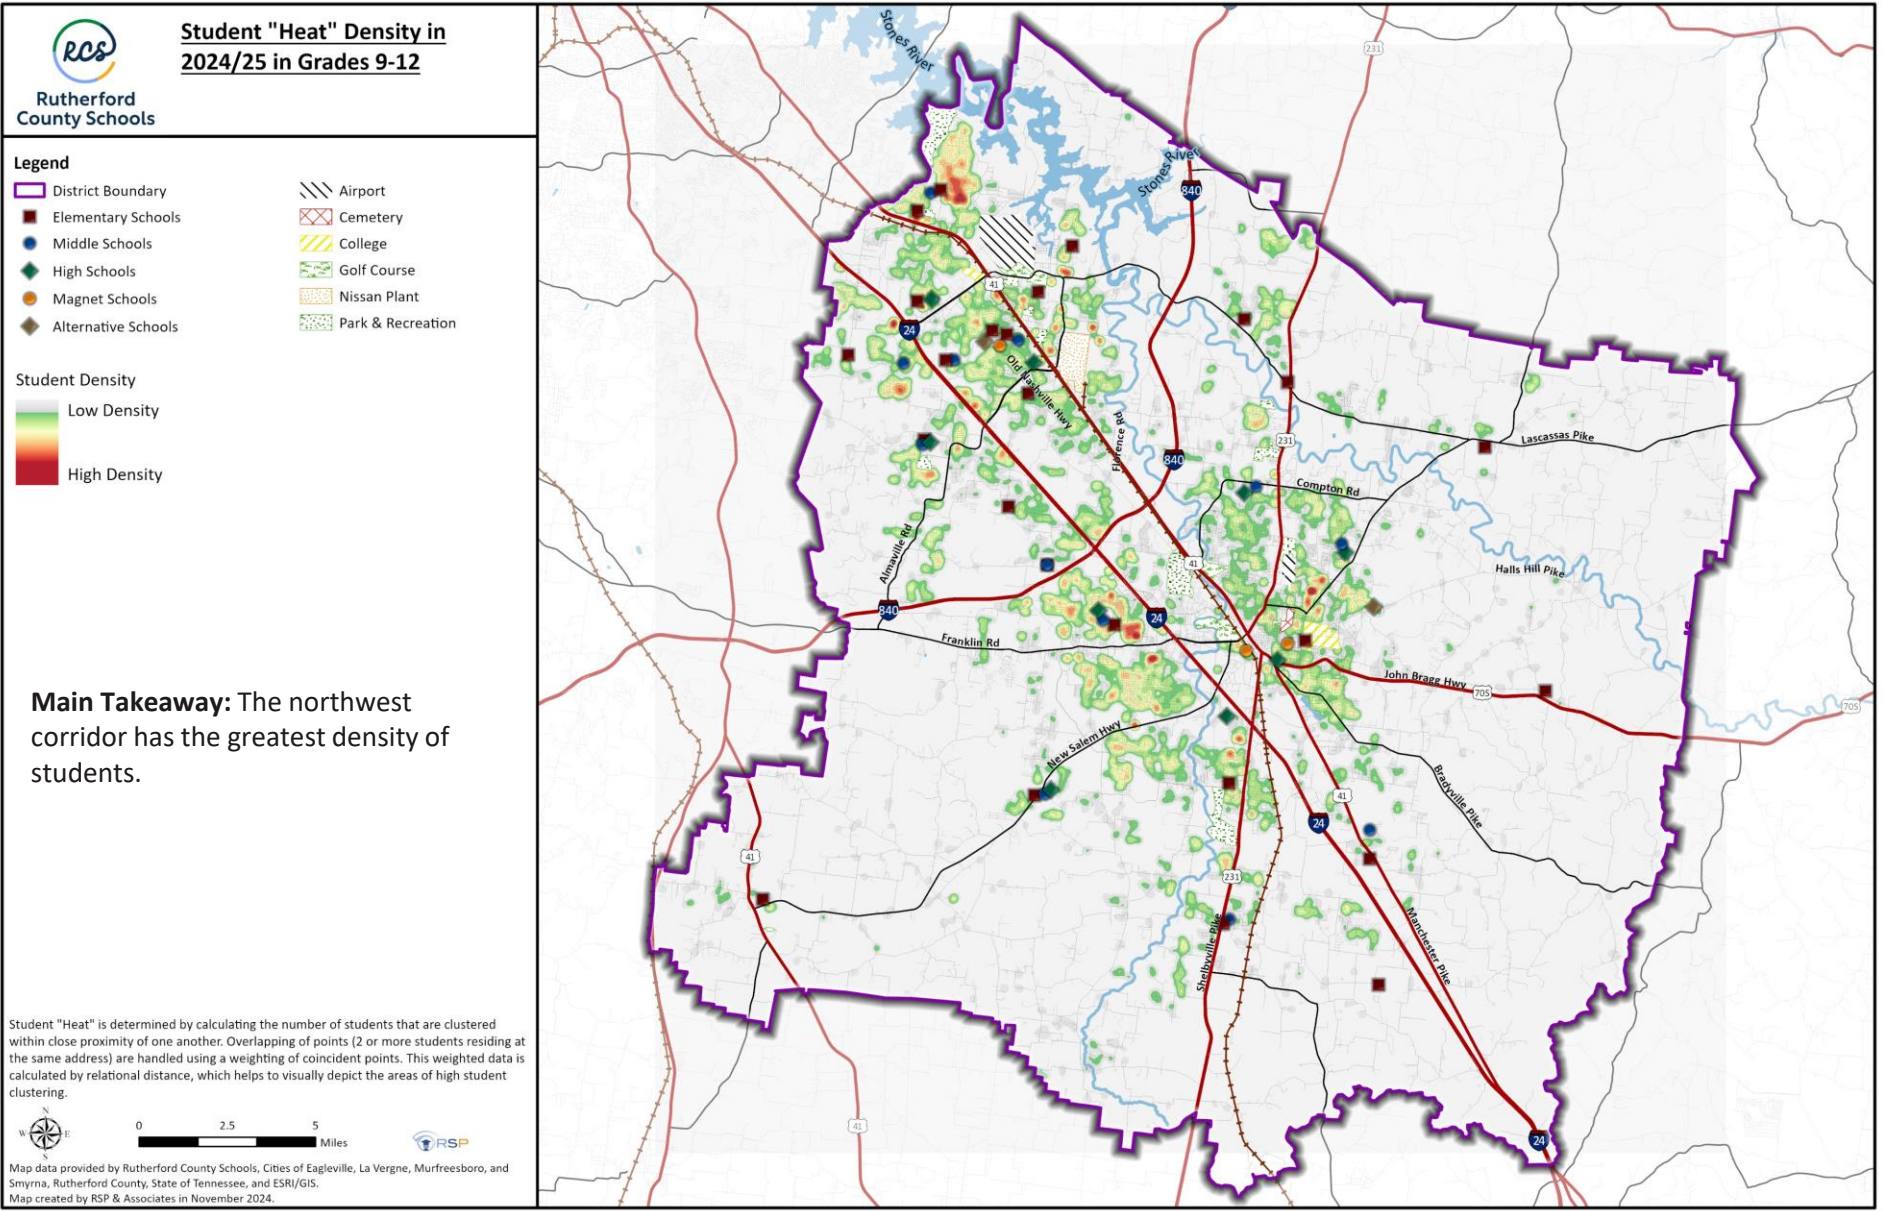 RCS
Rutherford
County Schools
Student "Heat" Density in
2024/25 in Grades 9-12
Legend
District Boundary
Elementary Schools
Middle Schools
High Schools
Magnet Schools
Alternative Schools
Airport
Cemetery
College
Golf Course
Nissan Plant
Park & Recreation
Student Density
Low Density
High Density
Main Takeaway: The northwest
corridor has the greatest density of
students.
Student "Heat" is determined by calculating the number of students that are clustered
within close proximity of one another. Overlapping of points (2 or more students residing at
the same address) are handled using a weighting of coincident points. This weighted data is
calculated by relational distance, which helps to visually depict the areas of high student
clustering.
N
W E
S
0 2.5 5
Miles
RSP
Map data provided by Rutherford County Schools, Cities of Eagleville, La Vergne, Murfreesboro, and
Smyrna, Rutherford County, State of Tennessee, and ESRI/GIS.
Map created by RSP & Associates in November 2024.
Stones River
231
Stones River
840
41
24
Old Nashville Hwy
Florence Rd
231
Lascassas Pike
840
Compton Rd
Almaville Rd
41
Halls Hill Pike
840
24
Franklin Rd
John Bragg Hwy
70S
70S
New Salem Hwy
Bradyville Pike
41
24
41
231
Shelbyville Pike
Manchester Pike
41
24